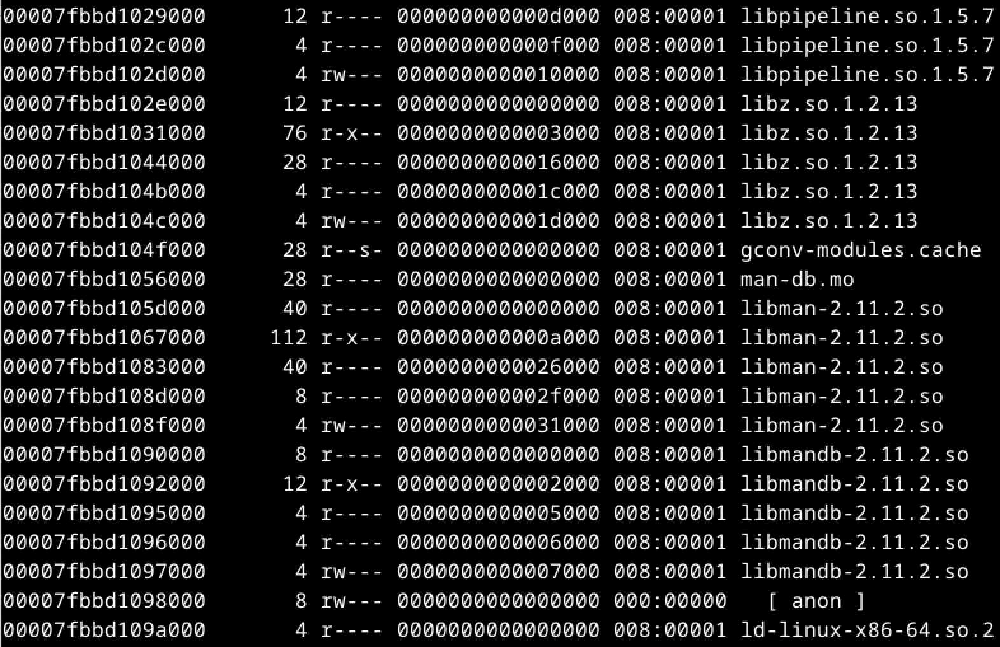 00007fbbd1029000      12 r---- 000000000000d000 008:00001 libpipeline.so.1.5.7
00007fbbd102c000       4 r---- 000000000000f000 008:00001 libpipeline.so.1.5.7
00007fbbd102d000       4 rw--- 0000000000010000 008:00001 libpipeline.so.1.5.7
00007fbbd102e000      12 r---- 0000000000000000 008:00001 libz.so.1.2.13
00007fbbd1031000      76 r-x-- 0000000000003000 008:00001 libz.so.1.2.13
00007fbbd1044000      28 r---- 0000000000016000 008:00001 libz.so.1.2.13
00007fbbd104b000       4 r---- 000000000001c000 008:00001 libz.so.1.2.13
00007fbbd104c000       4 rw--- 000000000001d000 008:00001 libz.so.1.2.13
00007fbbd104f000      28 r--s- 0000000000000000 008:00001 gconv-modules.cache
00007fbbd1056000      28 r---- 0000000000000000 008:00001 man-db.mo
00007fbbd105d000      40 r---- 0000000000000000 008:00001 libman-2.11.2.so
00007fbbd1067000     112 r-x-- 000000000000a000 008:00001 libman-2.11.2.so
00007fbbd1083000      40 r---- 0000000000026000 008:00001 libman-2.11.2.so
00007fbbd108d000       8 r---- 000000000002f000 008:00001 libman-2.11.2.so
00007fbbd108f000       4 rw--- 0000000000031000 008:00001 libman-2.11.2.so
00007fbbd1090000       8 r---- 0000000000000000 008:00001 libmandb-2.11.2.so
00007fbbd1092000      12 r-x-- 0000000000002000 008:00001 libmandb-2.11.2.so
00007fbbd1095000       4 r---- 0000000000005000 008:00001 libmandb-2.11.2.so
00007fbbd1096000       4 r---- 0000000000006000 008:00001 libmandb-2.11.2.so
00007fbbd1097000       4 rw--- 0000000000007000 008:00001 libmandb-2.11.2.so
00007fbbd1098000       8 rw--- 0000000000000000 000:00000   [ anon ]
00007fbbd109a000       4 r---- 0000000000000000 008:00001 ld-linux-x86-64.so.2